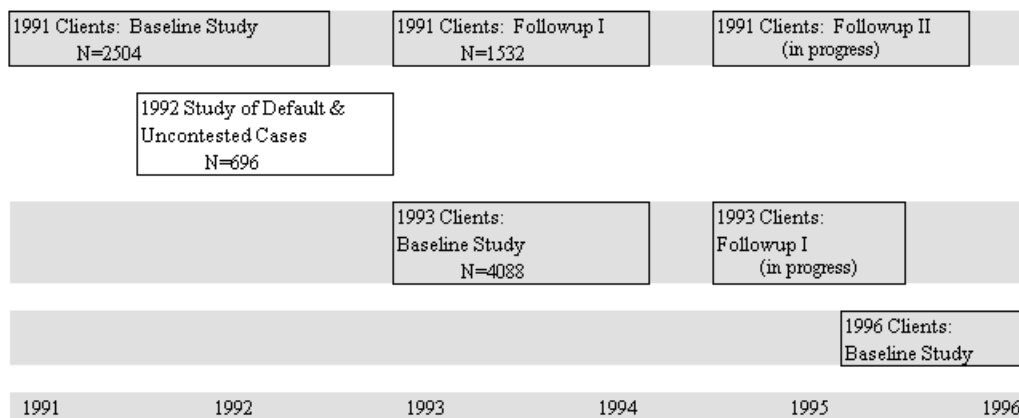 1991 Clients:  Baseline Study
N=2504
1991 Clients:  Followup I
N=1532
1991 Clients:  Followup II
(in progress)
1992 Study of Default &
Uncontested Cases
N=696
1993 Clients:
Baseline Study
N=4088
1993 Clients:
Followup I
(in progress)
1996 Clients:
Baseline Study
1991 1992 1993 1994 1995 1996